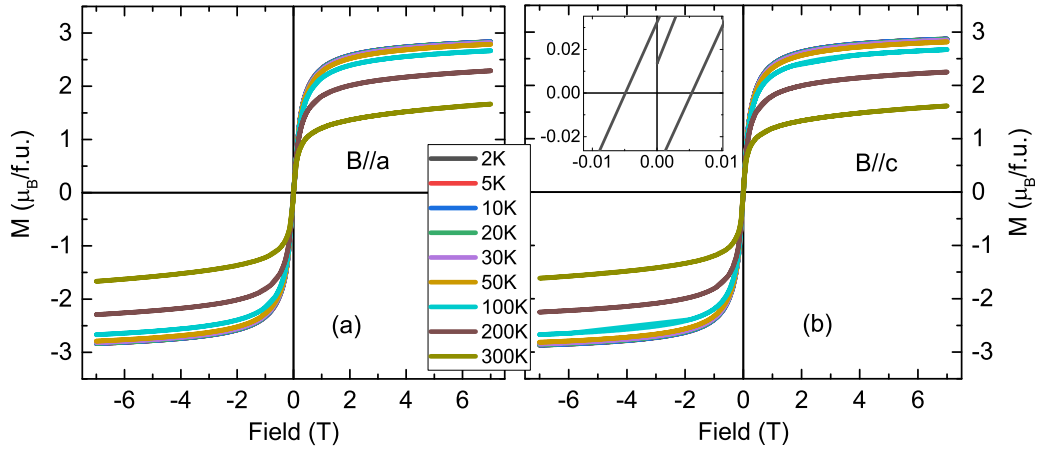 3
2
1
0
-1
-2
-3
M (μB/f.u.)
-6 -4 -2 0 2 4 6
Field (T)
B//a
(a)
2K
5K
10K
20K
30K
50K
100K
200K
300K
0.02
0.00
-0.02
-0.01 0.00 0.01
B//c
(b)
-6 -4 -2 0 2 4 6
Field (T)
3
2
1
0
-1
-2
-3
M (μB/f.u.)